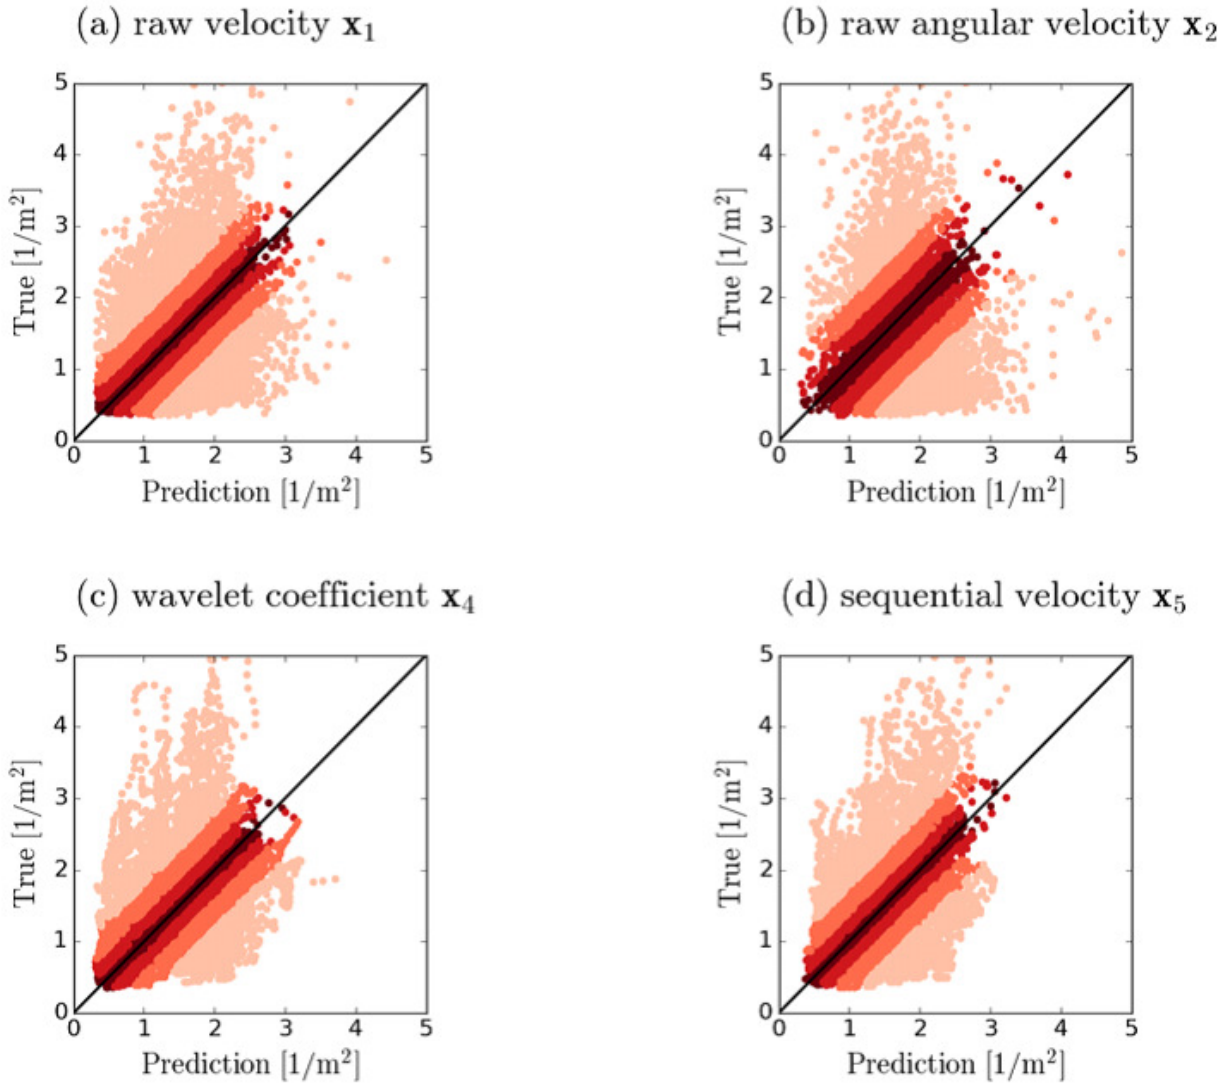 (a) raw velocity x₁
(b) raw angular velocity x₂
5
4
3
2
1
0
True [1/m²]
0 1 2 3 4 5
Prediction [1/m²]
5
4
3
2
1
0
True [1/m²]
0 1 2 3 4 5
Prediction [1/m²]
(c) wavelet coefficient x₄
(d) sequential velocity x₅
5
4
3
2
1
0
True [1/m²]
0 1 2 3 4 5
Prediction [1/m²]
5
4
3
2
1
0
True [1/m²]
0 1 2 3 4 5
Prediction [1/m²]